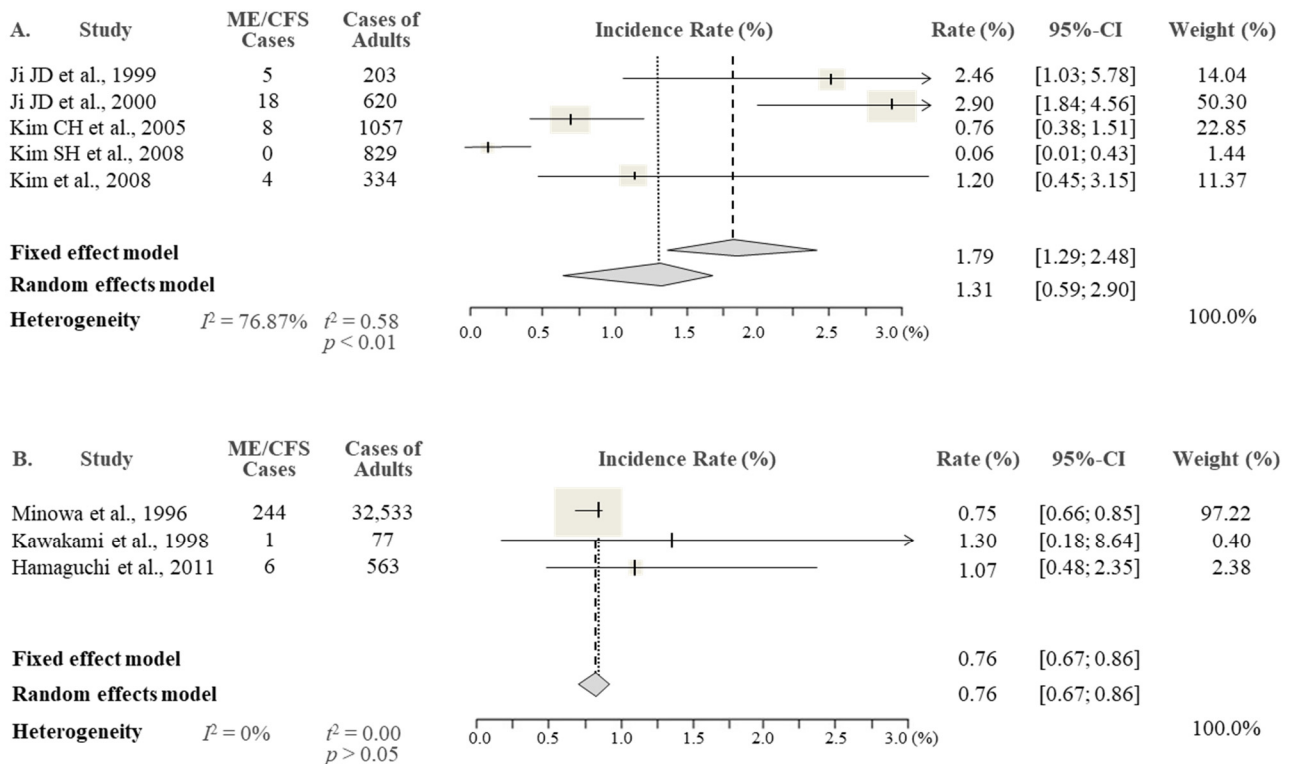 A. Study ME/CFS Cases Cases of Adults Incidence Rate (%) Rate (%) 95%-CI Weight (%)
Ji JD et al., 1999 5 203 2.46 [1.03; 5.78] 14.04
Ji JD et al., 2000 18 620 2.90 [1.84; 4.56] 50.30
Kim CH et al., 2005 8 1057 0.76 [0.38; 1.51] 22.85
Kim SH et al., 2008 0 829 0.06 [0.01; 0.43] 1.44
Kim et al., 2008 4 334 1.20 [0.45; 3.15] 11.37
Fixed effect model 1.79 [1.29; 2.48]
Random effects model 1.31 [0.59; 2.90]
Heterogeneity I² = 76.87% t² = 0.58 100.0%
p < 0.01
0.0 0.5 1.0 1.5 2.0 2.5 3.0 (%)
B. Study ME/CFS Cases Cases of Adults Incidence Rate (%) Rate (%) 95%-CI Weight (%)
Minowa et al., 1996 244 32,533 0.75 [0.66; 0.85] 97.22
Kawakami et al., 1998 1 77 1.30 [0.18; 8.64] 0.40
Hamaguchi et al., 2011 6 563 1.07 [0.48; 2.35] 2.38
Fixed effect model 0.76 [0.67; 0.86]
Random effects model 0.76 [0.67; 0.86]
Heterogeneity I² = 0% t² = 0.00 100.0%
p > 0.05
0.0 0.5 1.0 1.5 2.0 2.5 3.0 (%)